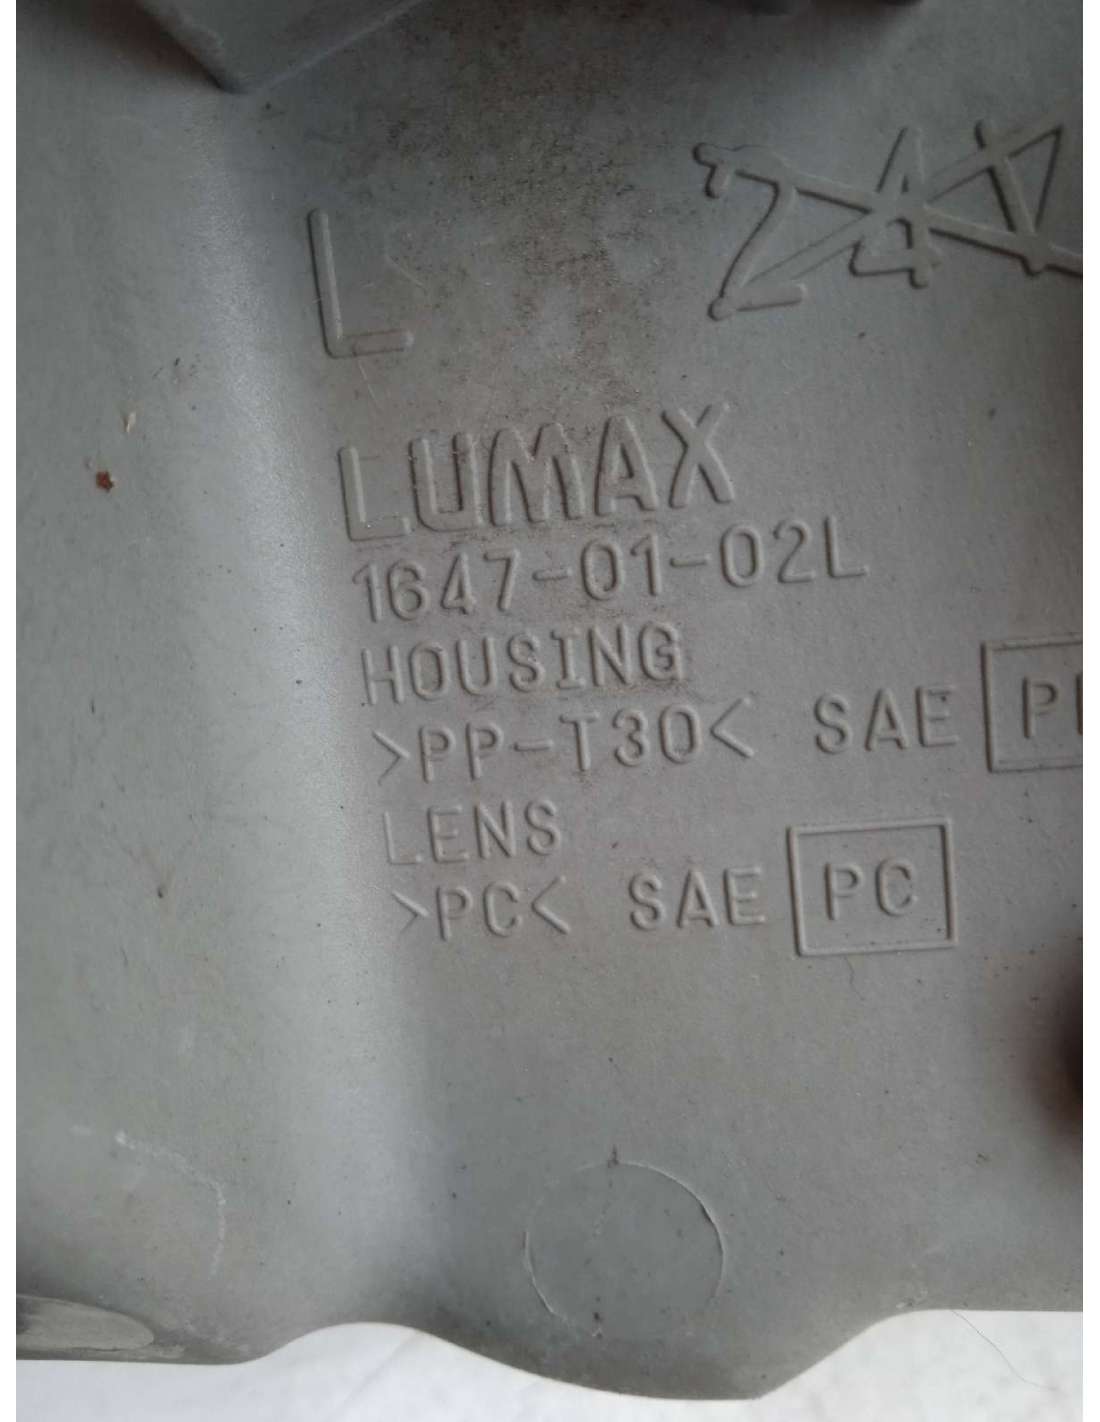 L
LUMAX
1647-01-02L
HOUSING
>PP-T30< SAE
LENS
>PC< SAE PC